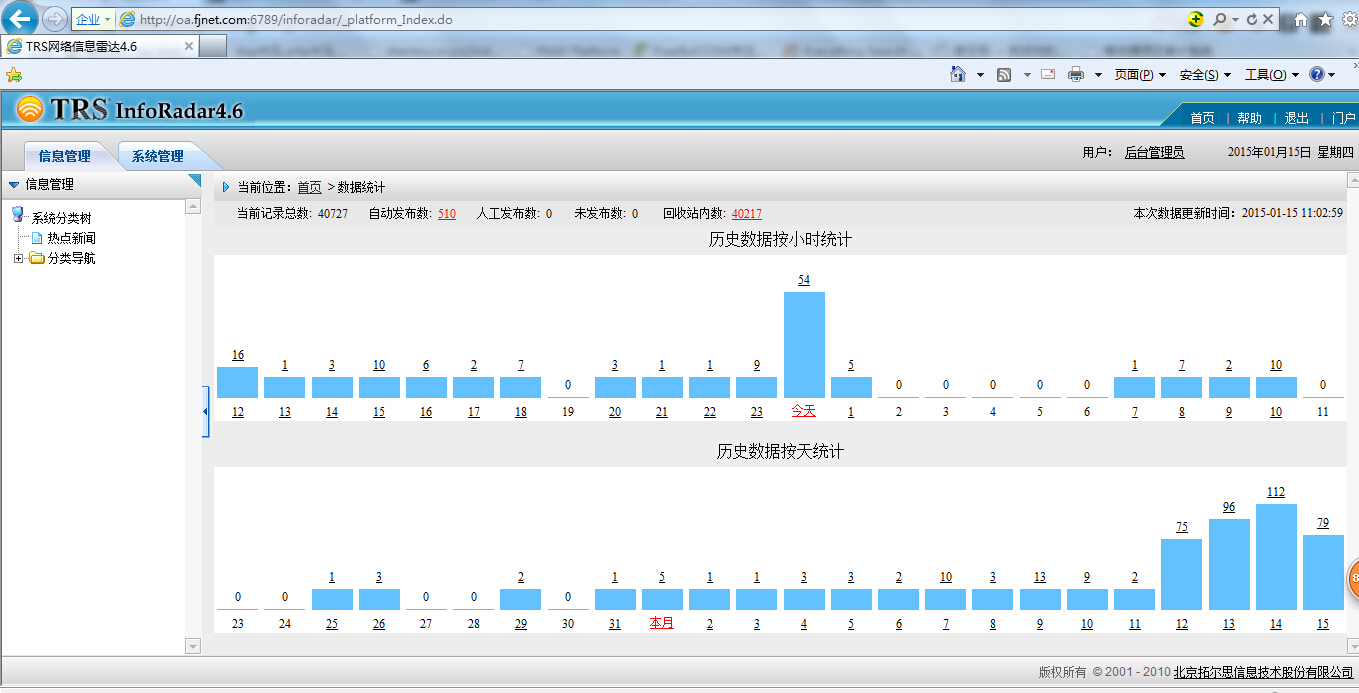 企业 http://oa.fjnet.com:6789/inforadar/_platform_Index.do
TRS网络信息雷达4.6
页面(P) 安全(S) 工具(O)
TRS InfoRadar4.6
首页 | 帮助 | 退出 | 门户
信息管理 系统管理
用户： 后台管理员 2015年01月15日 星期四
信息管理
系统分类树
热点新闻
分类导航
当前位置：首页 >数据统计
当前记录总数: 40727 自动发布数: 510 人工发布数: 0 未发布数: 0 回收站内数: 40217 本次数据更新时间：2015-01-15 11:02:59
历史数据按小时统计
16 1 3 10 6 2 7 0 3 1 1 9 54 5 0 0 0 0 0 1 7 2 10 0
12 13 14 15 16 17 18 19 20 21 22 23 今天 1 2 3 4 5 6 7 8 9 10 11
历史数据按天统计
0 0 1 3 0 0 2 0 1 5 1 1 3 3 2 10 3 13 9 2 75 96 112 79
23 24 25 26 27 28 29 30 31 本月 2 3 4 5 6 7 8 9 10 11 12 13 14 15
8
版权所有 © 2001 - 2010 北京拓尔思信息技术股份有限公司